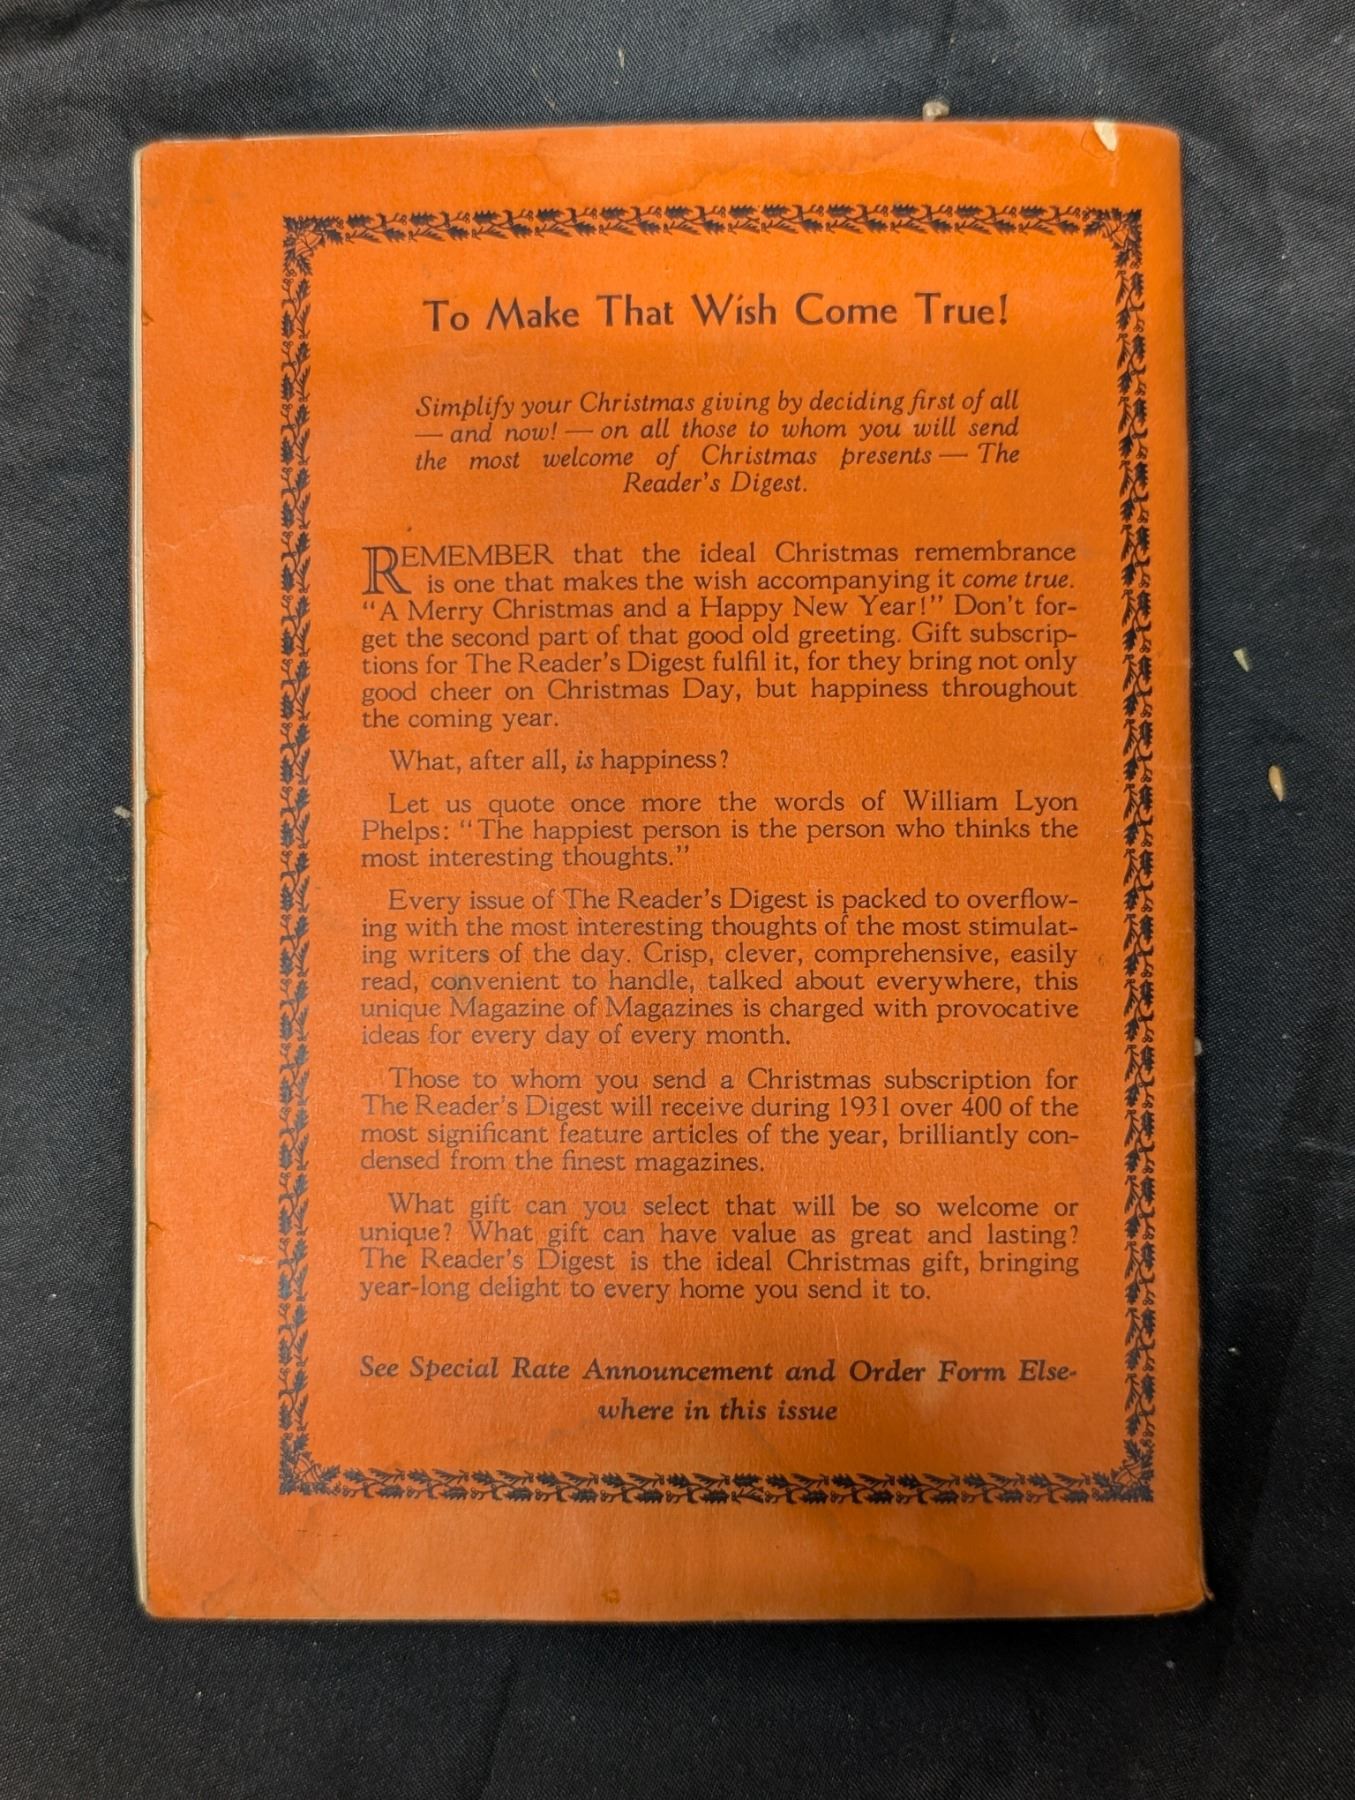 To Make That Wish Come True!
Simplify your Christmas giving by deciding first of all
— and now! — on all those to whom you will send
the most welcome of Christmas presents — The
Reader's Digest.
REMEMBER that the ideal Christmas remembrance
is one that makes the wish accompanying it come true.
“A Merry Christmas and a Happy New Year!” Don't for-
get the second part of that good old greeting. Gift subscrip-
tions for The Reader's Digest fulfil it, for they bring not only
good cheer on Christmas Day, but happiness throughout
the coming year.
What, after all, is happiness?
Let us quote once more the words of William Lyon
Phelps: “The happiest person is the person who thinks the
most interesting thoughts.”
Every issue of The Reader's Digest is packed to overflow-
ing with the most interesting thoughts of the most stimulat-
ing writers of the day. Crisp, clever, comprehensive, easily
read, convenient to handle, talked about everywhere, this
unique Magazine of Magazines is charged with provocative
ideas for every day of every month.
Those to whom you send a Christmas subscription for
The Reader's Digest will receive during 1931 over 400 of the
most significant feature articles of the year, brilliantly con-
densed from the finest magazines.
What gift can you select that will be so welcome or
unique? What gift can have value as great and lasting?
The Reader's Digest is the ideal Christmas gift, bringing
year-long delight to every home you send it to.
See Special Rate Announcement and Order Form Else-
where in this issue